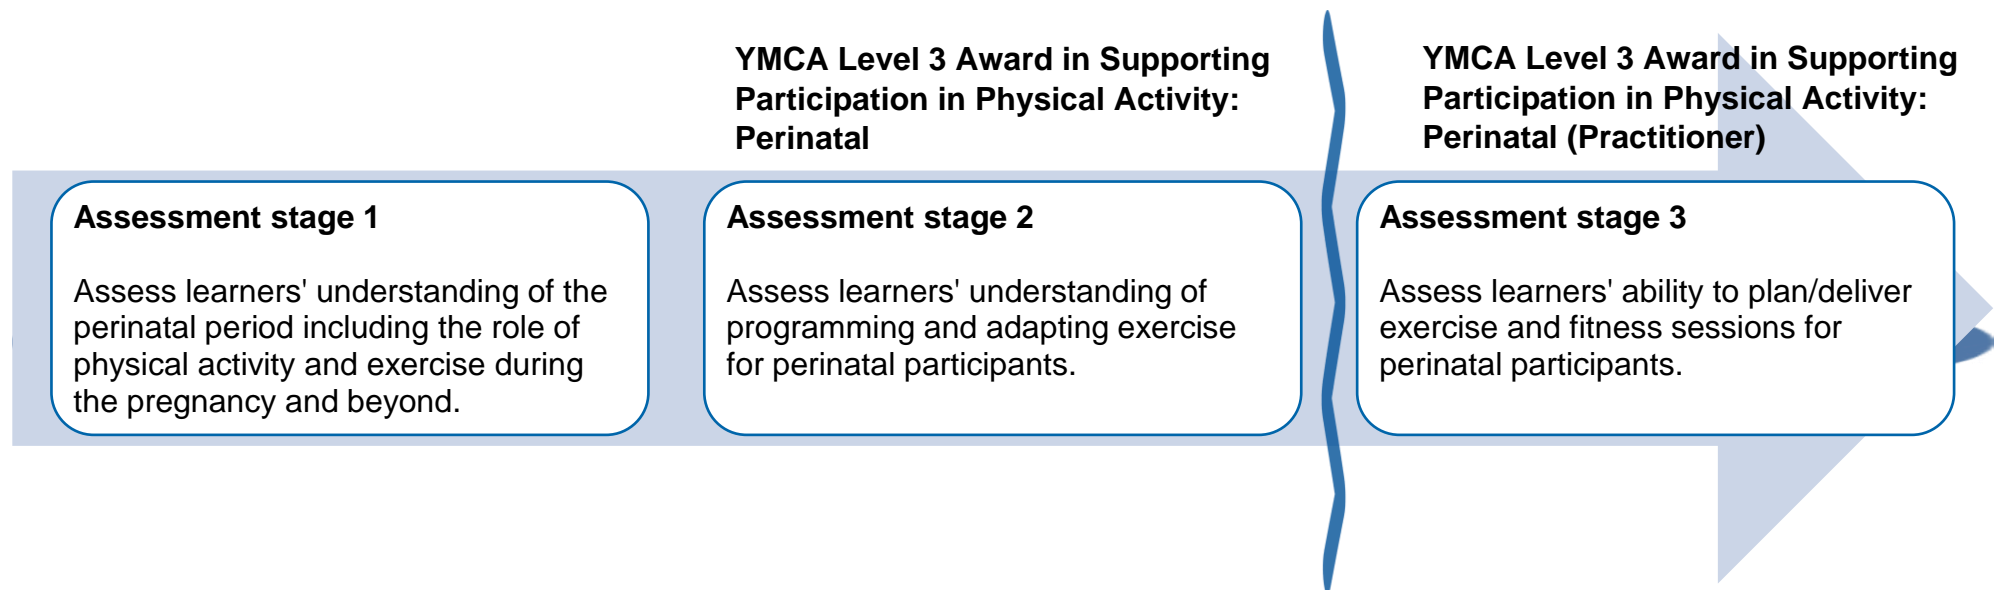 YMCA Level 3 Award in Supporting
Participation in Physical Activity:
Perinatal
YMCA Level 3 Award in Supporting
Participation in Physical Activity:
Perinatal (Practitioner)
Assessment stage 1
Assess learners' understanding of the
perinatal period including the role of
physical activity and exercise during
the pregnancy and beyond.
Assessment stage 2
Assess learners' understanding of
programming and adapting exercise
for perinatal participants.
Assessment stage 3
Assess learners' ability to plan/deliver
exercise and fitness sessions for
perinatal participants.